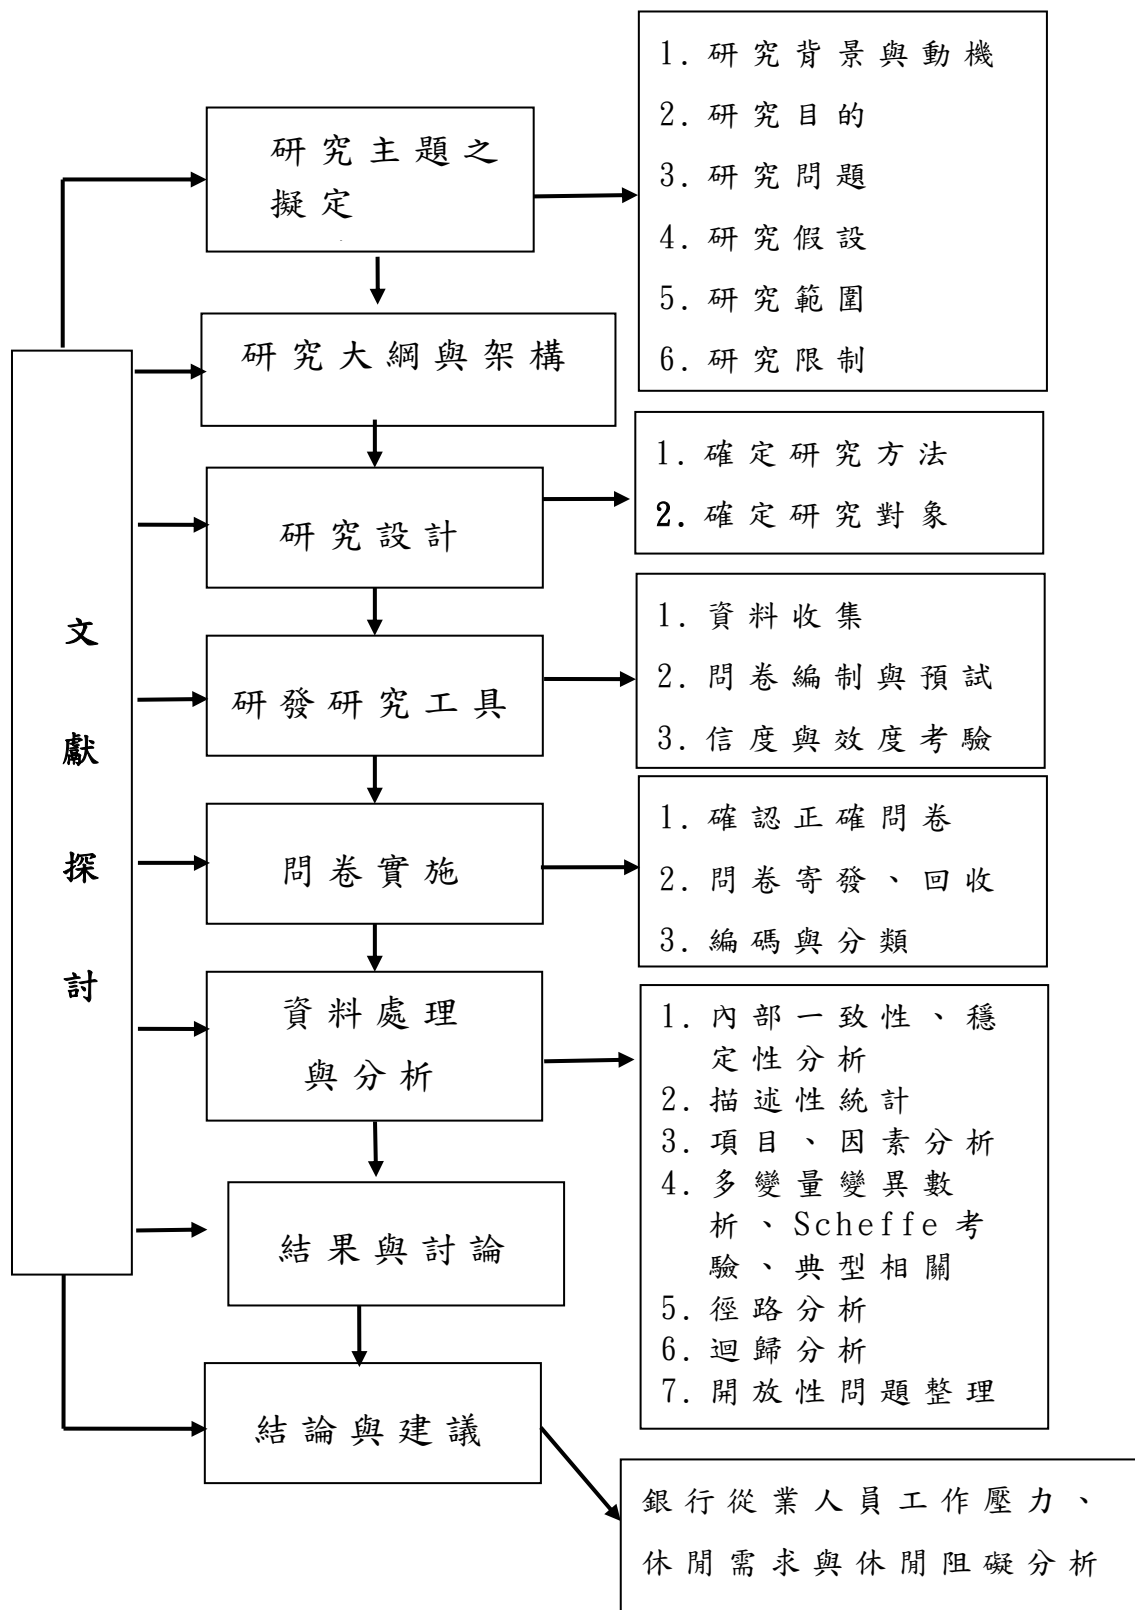 研究主題之
擬定
1. 研究背景與動機
2. 研究目的
3. 研究問題
4. 研究假設
5. 研究範圍
6. 研究限制
研究大綱與架構
文
獻
探
討
研究設計
1. 確定研究方法
2. 確定研究對象
研發研究工具
1. 資料收集
2. 問卷編制與預試
3. 信度與效度考驗
問卷實施
1. 確認正確問卷
2. 問卷寄發、回收
3. 編碼與分類
資料處理
與分析
1. 內部一致性、穩
定性分析
2. 描述性統計
3. 項目、因素分析
4. 多變量變異數
析、Scheffe考
驗、典型相關
5. 徑路分析
6. 迴歸分析
7. 開放性問題整理
結果與討論
結論與建議
銀行從業人員工作壓力、
休閒需求與休閒阻礙分析